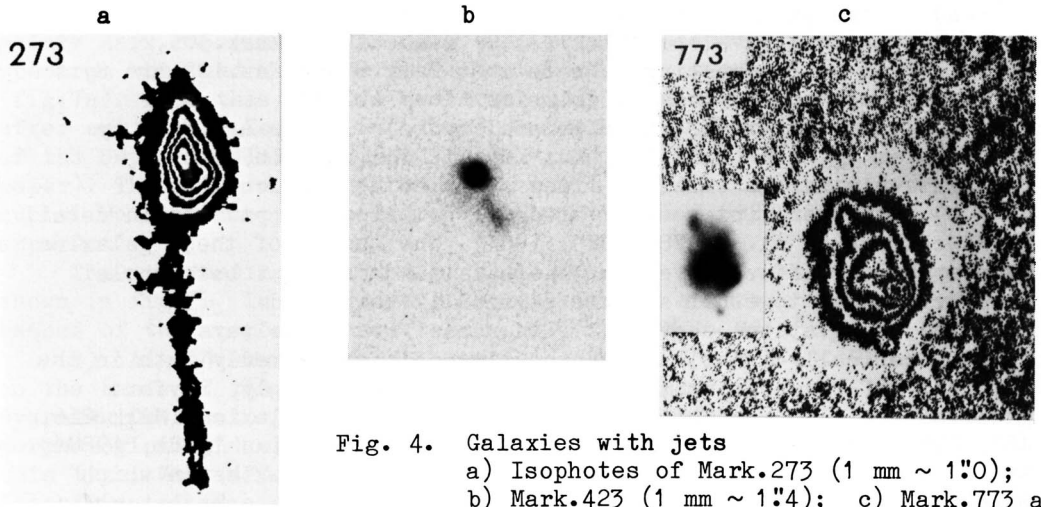 a b c
273
773
Fig. 4. Galaxies with jets
a) Isophotes of Mark.273 (1 mm ~ 1".0);
b) Mark.423 (1 mm ~ 1".4); c) Mark.773 a